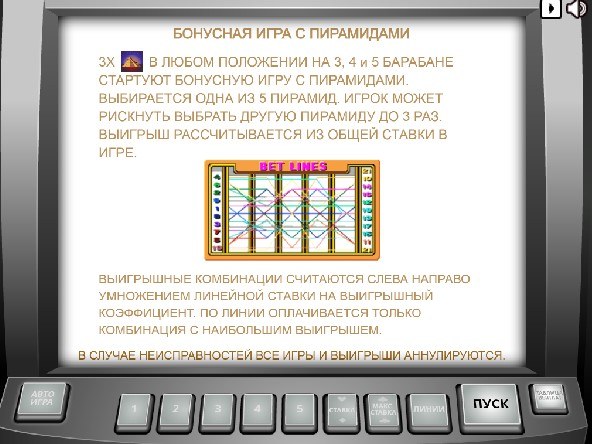 БОНУСНАЯ ИГРА С ПИРАМИДАМИ
3X В ЛЮБОМ ПОЛОЖЕНИИ НА 3, 4 и 5 БАРАБАНЕ
СТАРТУЮТ БОНУСНУЮ ИГРУ С ПИРАМИДАМИ.
ВЫБИРАЕТСЯ ОДНА ИЗ 5 ПИРАМИД. ИГРОК МОЖЕТ
РИСКНУТЬ ВЫБРАТЬ ДРУГУЮ ПИРАМИДУ ДО 3 РАЗ.
ВЫИГРЫШ РАССЧИТЫВАЕТСЯ ИЗ ОБЩЕЙ СТАВКИ В
ИГРЕ.
BET LINES
ВЫИГРЫШНЫЕ КОМБИНАЦИИ СЧИТАЮТСЯ СЛЕВА НАПРАВО
УМНОЖЕНИЕМ ЛИНЕЙНОЙ СТАВКИ НА ВЫИГРЫШНЫЙ
КОЭФФИЦИЕНТ. ПО ЛИНИИ ОПЛАЧИВАЕТСЯ ТОЛЬКО
КОМБИНАЦИЯ С НАИБОЛЬШИМ ВЫИГРЫШЕМ.
В СЛУЧАЕ НЕИСПРАВНОСТЕЙ ВСЕ ИГРЫ И ВЫИГРЫШИ АННУЛИРУЮТСЯ.
АВТО
ИГРА
1 2 3 4 5
СТАВКА
МАКС
СТАВКА
ЛИНИИ
ПУСК